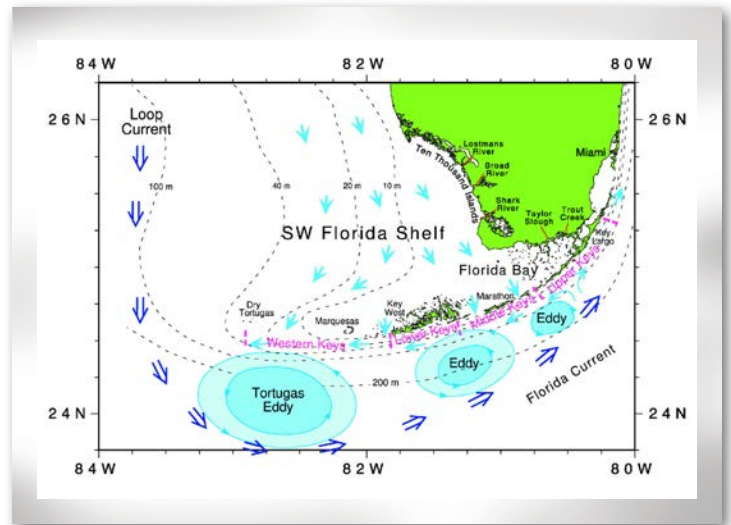 84W
82W
80W
26N
26N
Loop
Current
Lostmans
River
Miami
Ten Thousand Islands
Broad
River
100 m
40 m
20 m
10 m
Shark
River
Taylor
Slough
Trout
Creek
SW Florida Shelf
Key
Largo
Florida Bay
Upper Keys
Dry
Tortugas
Marquesas
Key
West
Marathon
Western Keys
Lower Keys
Middle Keys
Eddy
Eddy
200 m
Florida Current
Tortugas
Eddy
24N
24N
84W
82W
80W